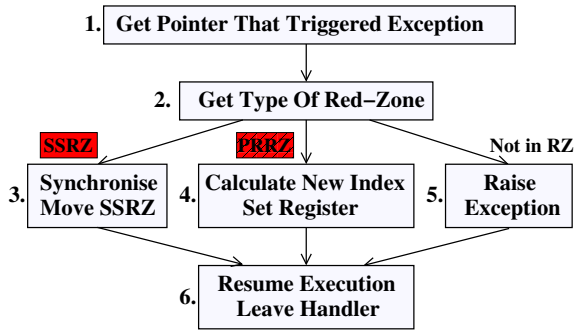 1. Get Pointer That Triggered Exception
2. Get Type Of Red-Zone
SSRZ PRRZ Not in RZ
3. Synchronise Move SSRZ
4. Calculate New Index Set Register
5. Raise Exception
6. Resume Execution Leave Handler